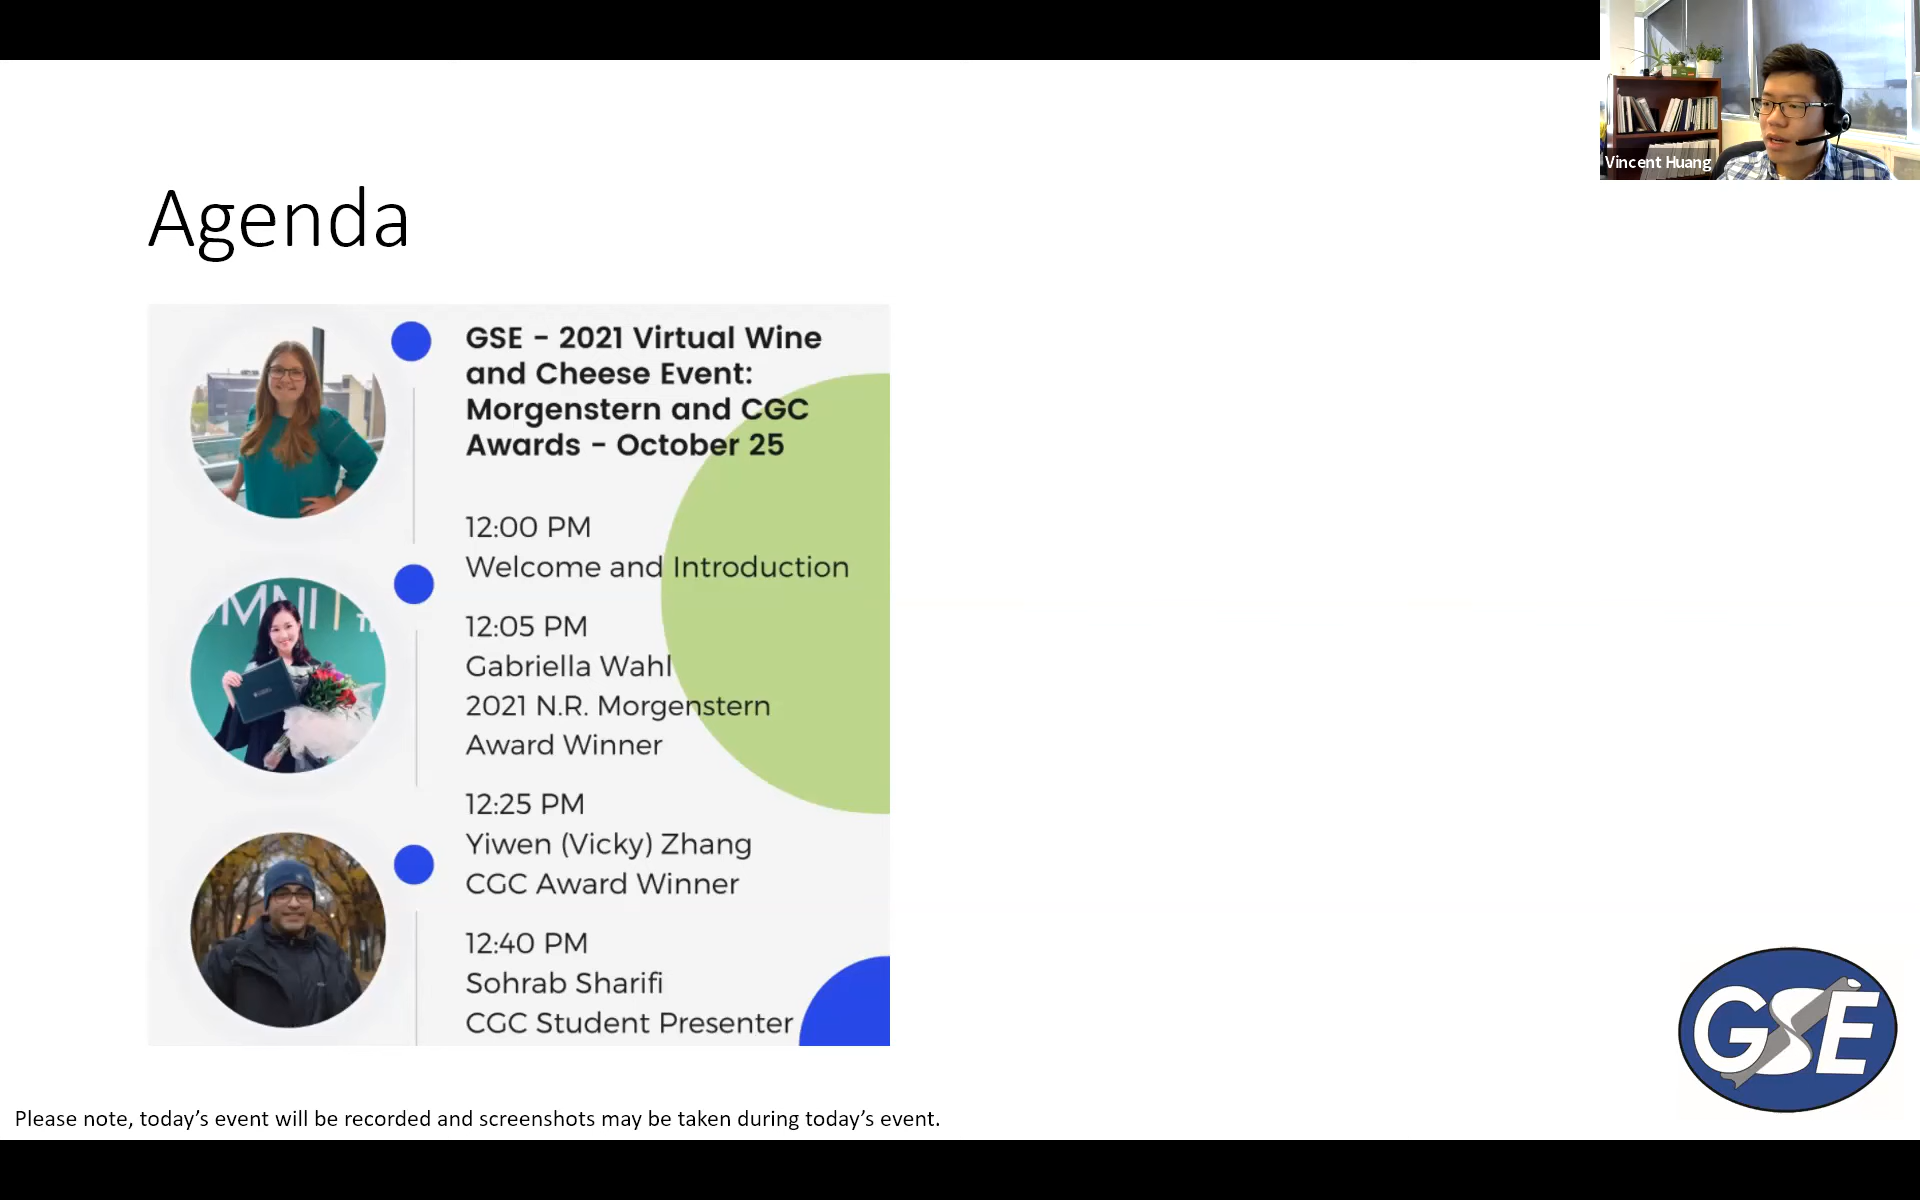 Vincent Huang
Agenda
GSE - 2021 Virtual Wine
and Cheese Event:
Morgenstern and CGC
Awards - October 25
12:00 PM
Welcome and Introduction
12:05 PM
Gabriella Wahl
2021 N.R. Morgenstern
Award Winner
12:25 PM
Yiwen (Vicky) Zhang
CGC Award Winner
12:40 PM
Sohrab Sharifi
CGC Student Presenter
GSE
Please note, today’s event will be recorded and screenshots may be taken during today’s event.